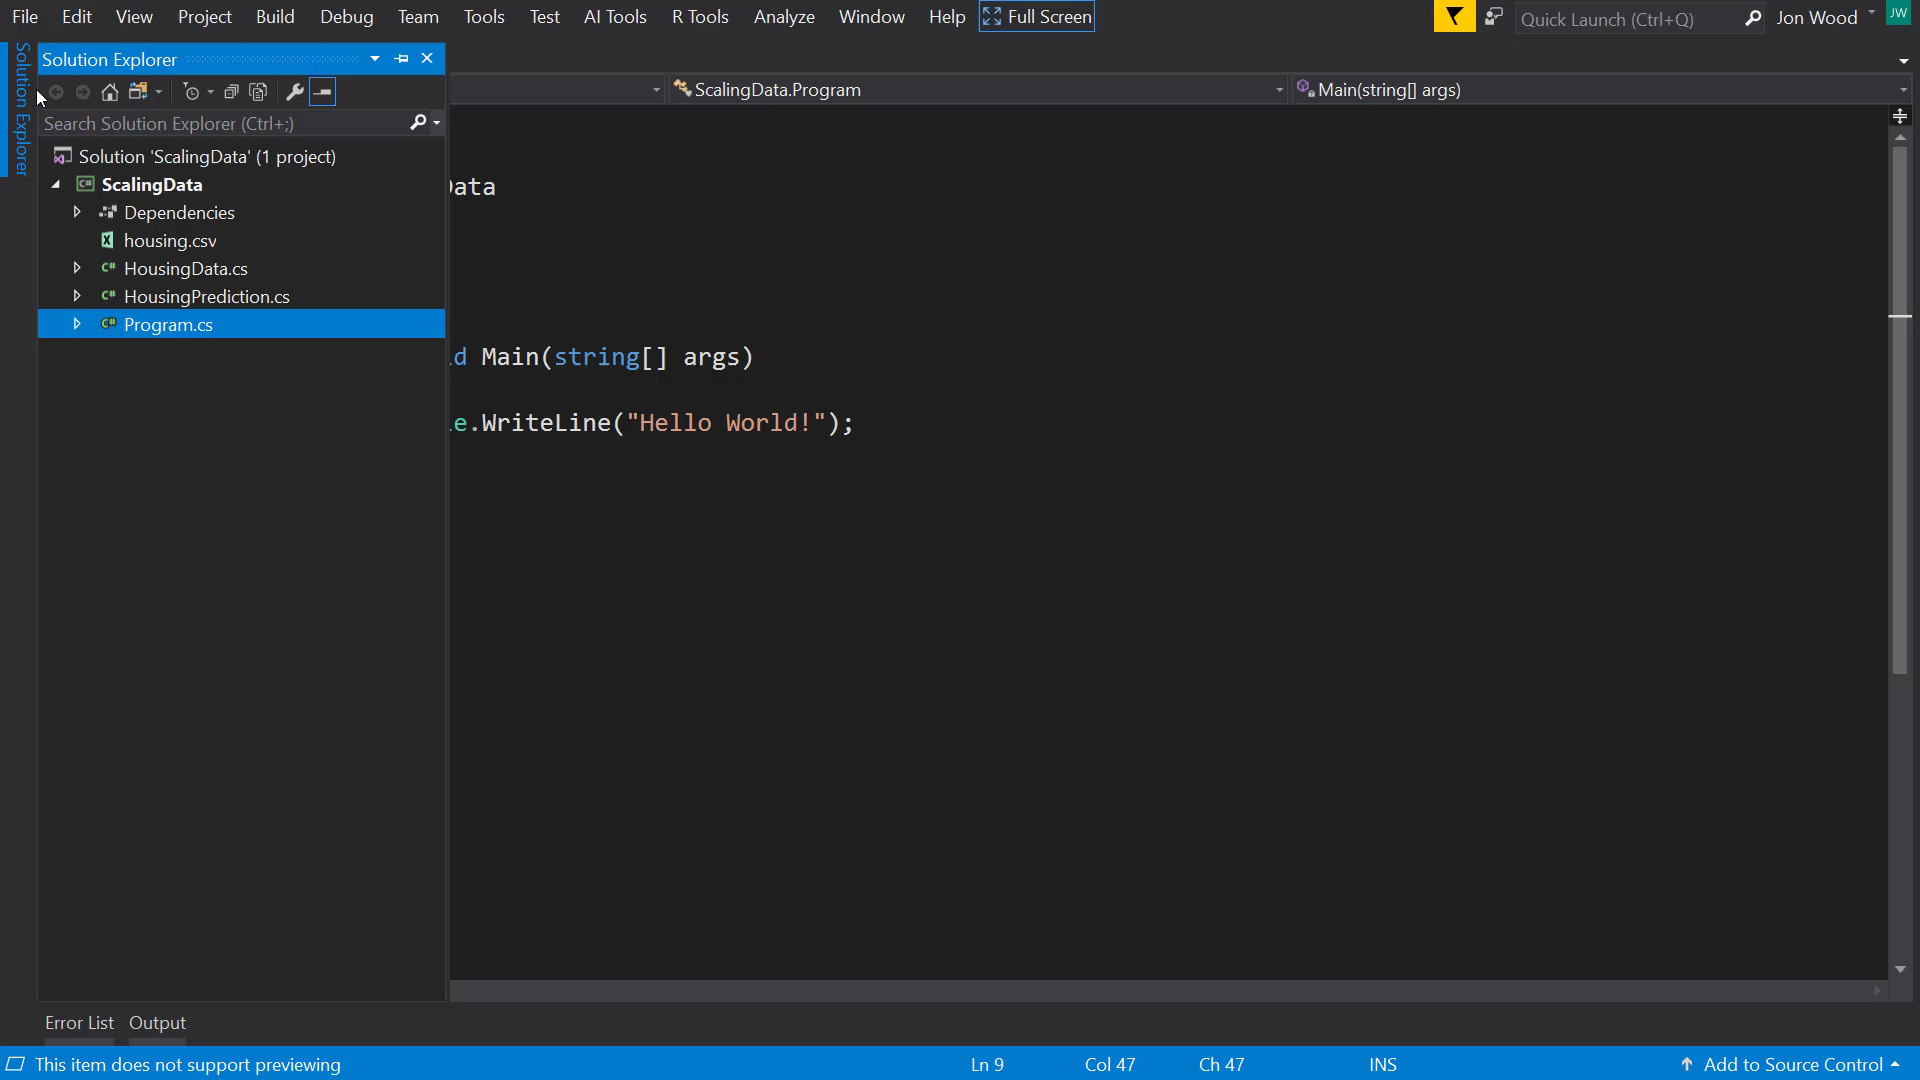 File Edit View Project Build Debug Team Tools Test AI Tools R Tools Analyze Window Help Full Screen Quick Launch (Ctrl+Q) Jon Wood JW
Solution Explorer
Solution Explorer
ScalingData.Program Main(string[] args)
Search Solution Explorer (Ctrl+;)
Solution 'ScalingData' (1 project)
C# ScalingData
Dependencies
housing.csv
C# HousingData.cs
C# HousingPrediction.cs
C# Program.cs
Data
d Main(string[] args)
le.WriteLine("Hello World!");
Error List Output
This item does not support previewing Ln 9 Col 47 Ch 47 INS Add to Source Control